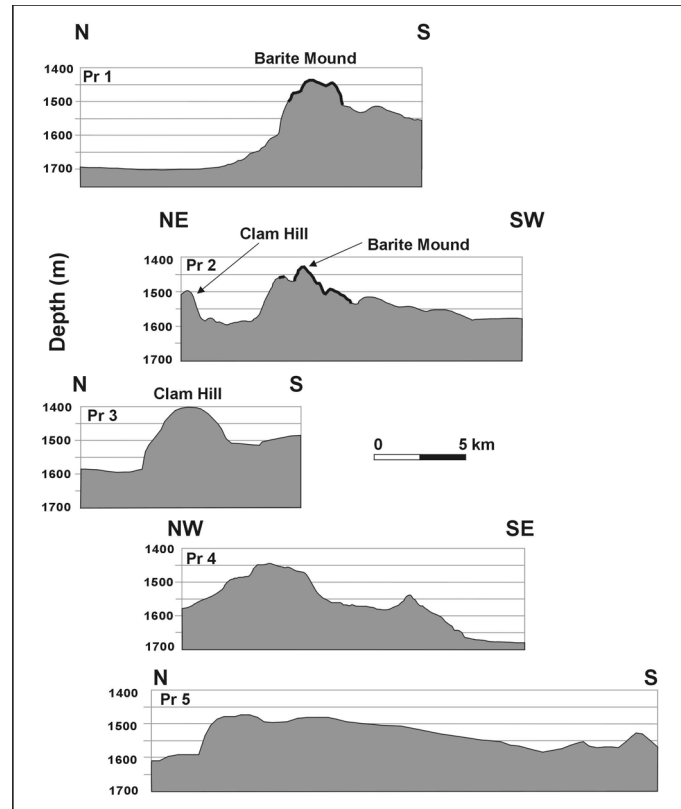 N S
Barite Mound
1400
Pr 1
1500
1600
1700
NE SW
Clam Hill
Barite Mound
1400
Pr 2
1500
1600
1700
Depth (m)
N S
Clam Hill
1400
Pr 3
1500
1600
1700
0 5 km
NW SE
1400
Pr 4
1500
1600
1700
N S
1400
Pr 5
1500
1600
1700